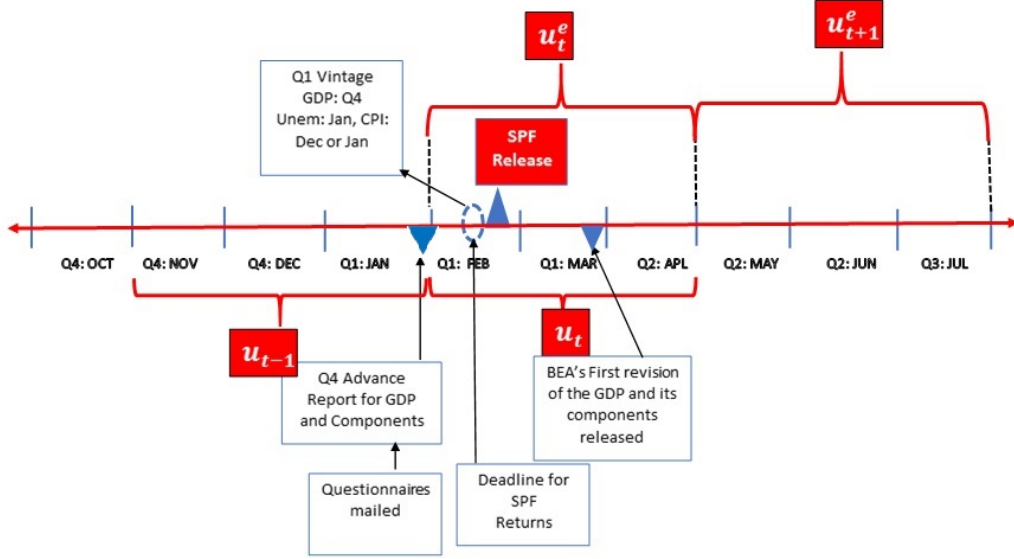 u_t^e
u_{t+1}^e
Q1 Vintage
GDP: Q4
Unem: Jan, CPI:
Dec or Jan
SPF
Release
Q4: OCT
Q4: NOV
Q4: DEC
Q1: JAN
Q1: FEB
Q1: MAR
Q2: APL
Q2: MAY
Q2: JUN
Q3: JUL
u_{t-1}
u_t
Q4 Advance
Report for GDP
and Components
BEA's First revision
of the GDP and its
components
released
Questionnaires
mailed
Deadline for
SPF
Returns